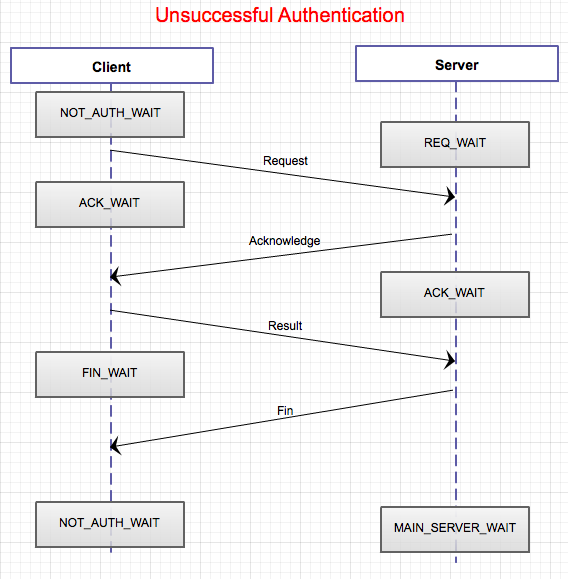 Unsuccessful Authentication
Client
Server
NOT_AUTH_WAIT
REQ_WAIT
Request
ACK_WAIT
Acknowledge
ACK_WAIT
Result
FIN_WAIT
Fin
NOT_AUTH_WAIT
MAIN_SERVER_WAIT